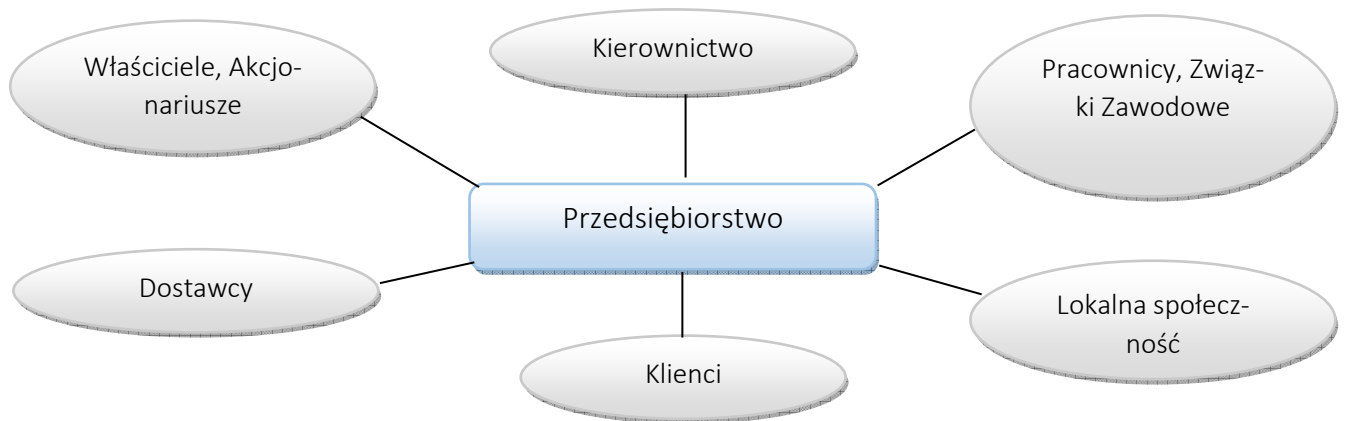 Właściciele, Akcjo-
nariusze
Kierownictwo
Pracownicy, Związ-
ki Zawodowe
Przedsiębiorstwo
Dostawcy
Klienci
Lokalna społecz-
ność